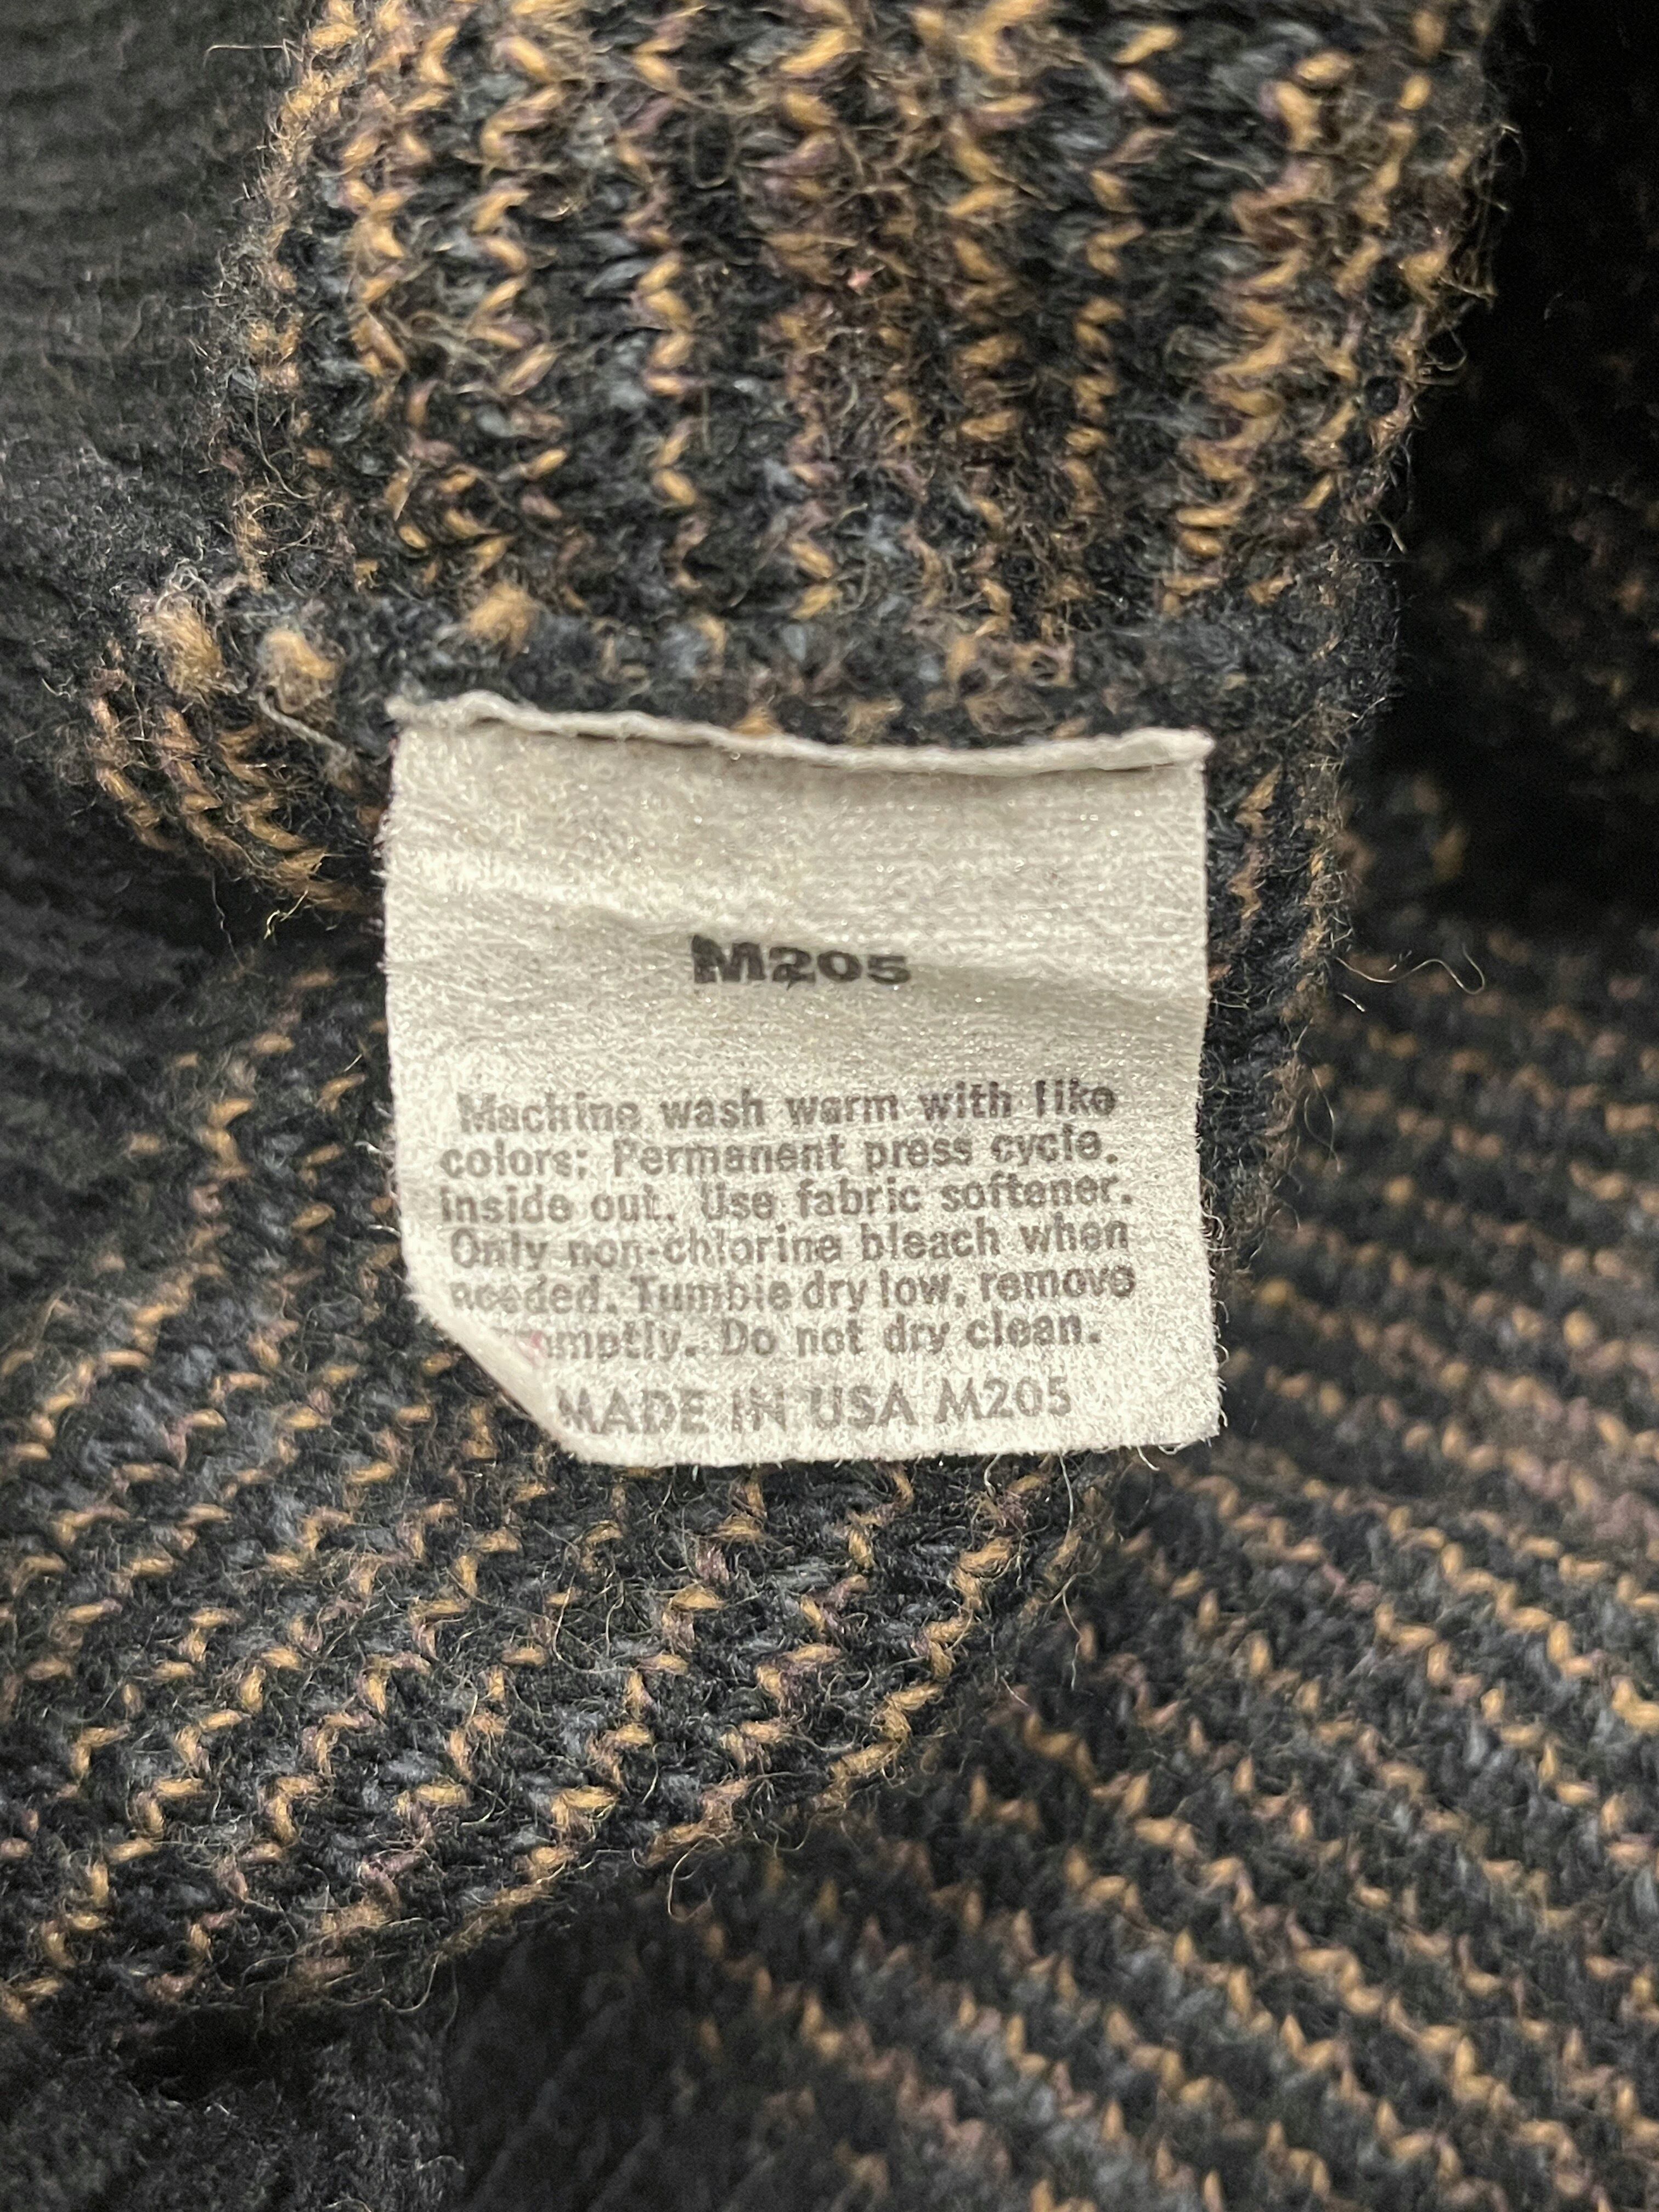 M205
Machine wash warm with like
colors; Permanent press cycle.
inside out. Use fabric softener.
Only non-chlorine bleach when
needed. Tumble dry low, remove
omptly. Do not dry clean.
MADE IN USA M205